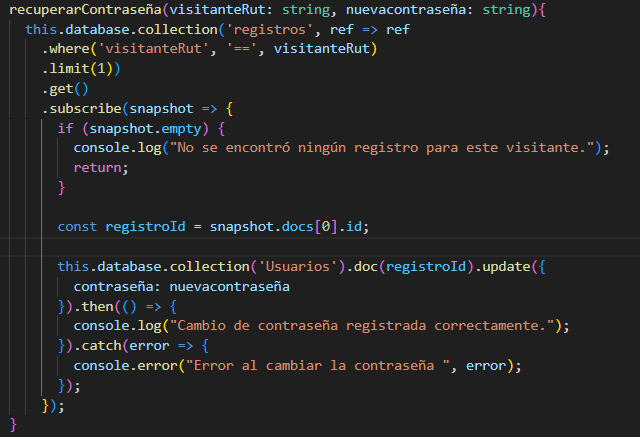 recuperarContraseña(visitanteRut: string, nuevacontraseña: string){
this.database.collection('registros', ref => ref
.where('visitanteRut', '==', visitanteRut)
.limit(1))
.get()
.subscribe(snapshot => {
if (snapshot.empty) {
console.log("No se encontró ningún registro para este visitante.");
return;
}
const registroId = snapshot.docs[0].id;
this.database.collection('Usuarios').doc(registroId).update({
contraseña: nuevacontraseña
}).then(() => {
console.log("Cambio de contraseña registrada correctamente.");
}).catch(error => {
console.error("Error al cambiar la contraseña ", error);
});
});
}